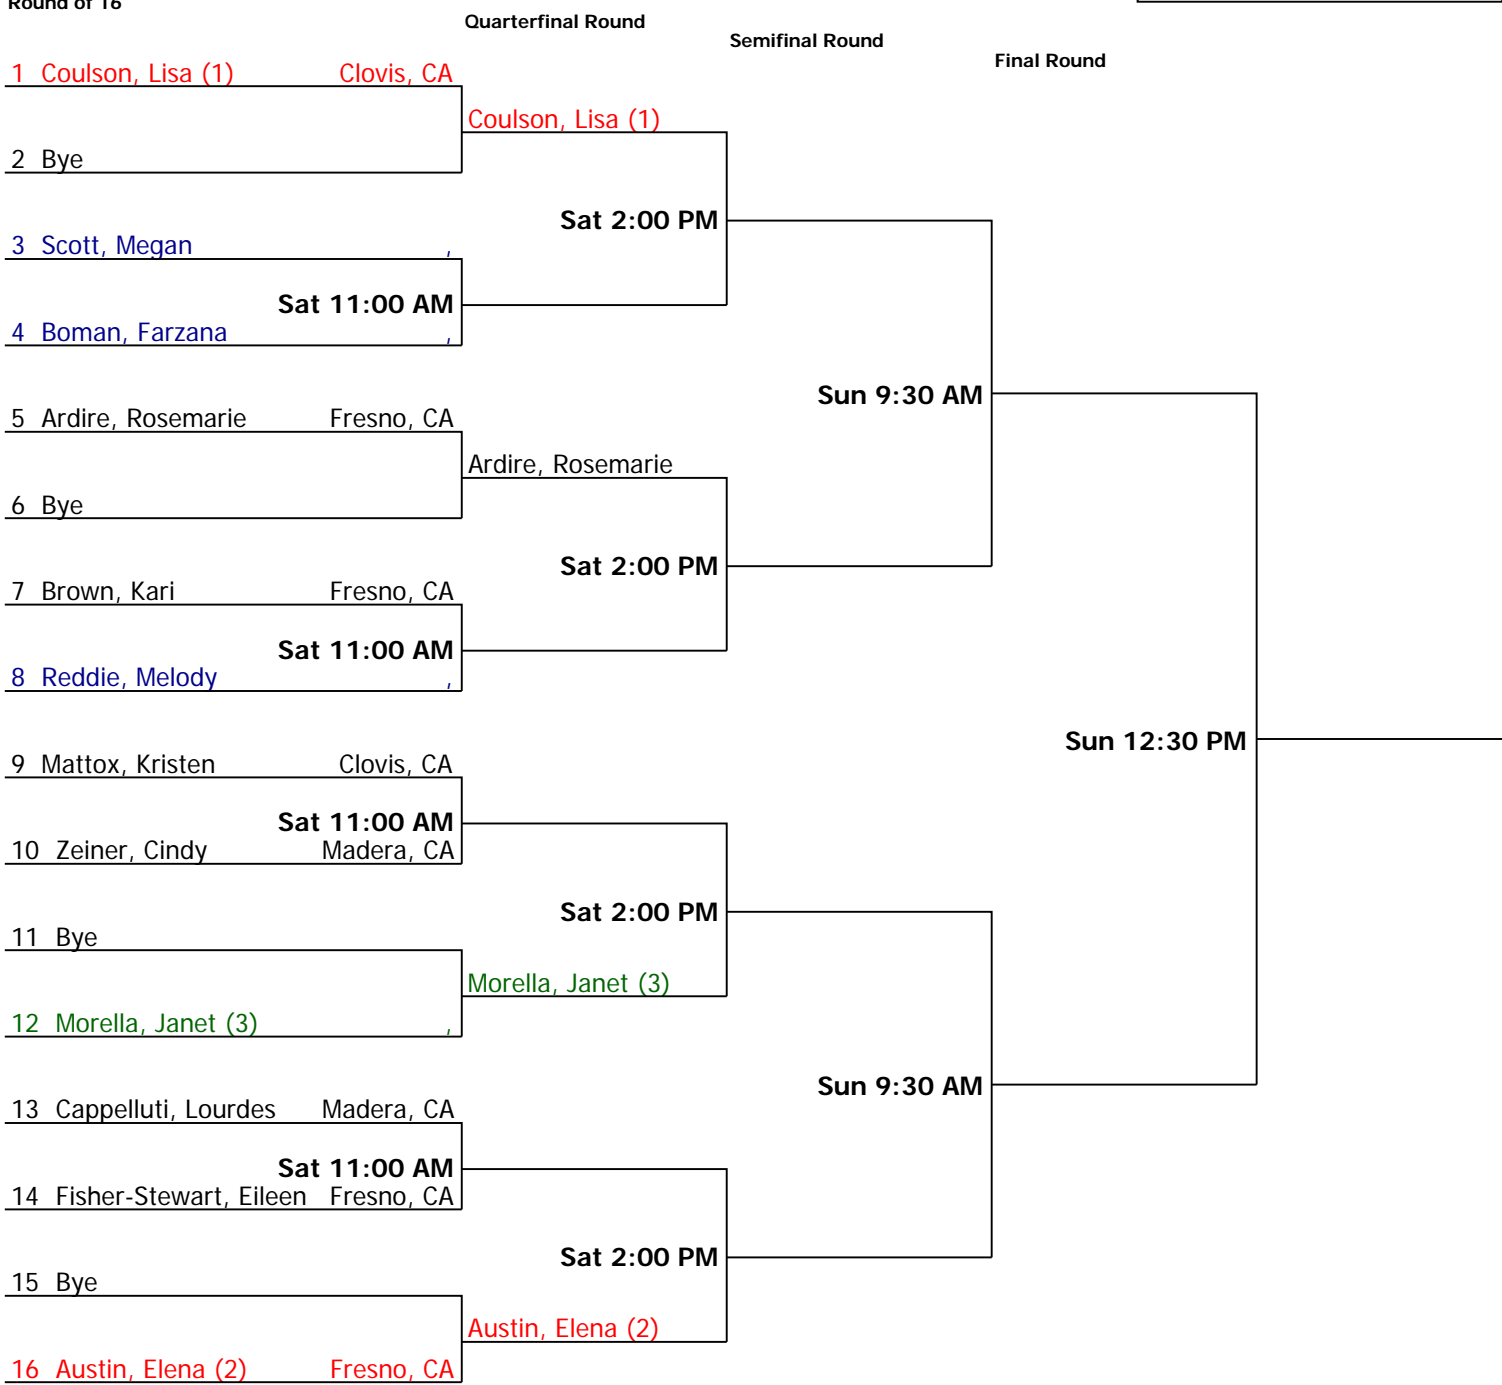 Round of 16
Quarterfinal Round
Semifinal Round
Final Round
1 Coulson, Lisa (1) Clovis, CA
Coulson, Lisa (1)
2 Bye
Sat 2:00 PM
3 Scott, Megan ,
Sat 11:00 AM
4 Boman, Farzana ,
Sun 9:30 AM
5 Ardire, Rosemarie Fresno, CA
Ardire, Rosemarie
6 Bye
Sat 2:00 PM
7 Brown, Kari Fresno, CA
Sat 11:00 AM
8 Reddie, Melody ,
Sun 12:30 PM
9 Mattox, Kristen Clovis, CA
Sat 11:00 AM
10 Zeiner, Cindy Madera, CA
Sat 2:00 PM
11 Bye
Morella, Janet (3)
12 Morella, Janet (3) ,
Sun 9:30 AM
13 Cappelluti, Lourdes Madera, CA
Sat 11:00 AM
14 Fisher-Stewart, Eileen Fresno, CA
Sat 2:00 PM
15 Bye
Austin, Elena (2)
16 Austin, Elena (2) Fresno, CA